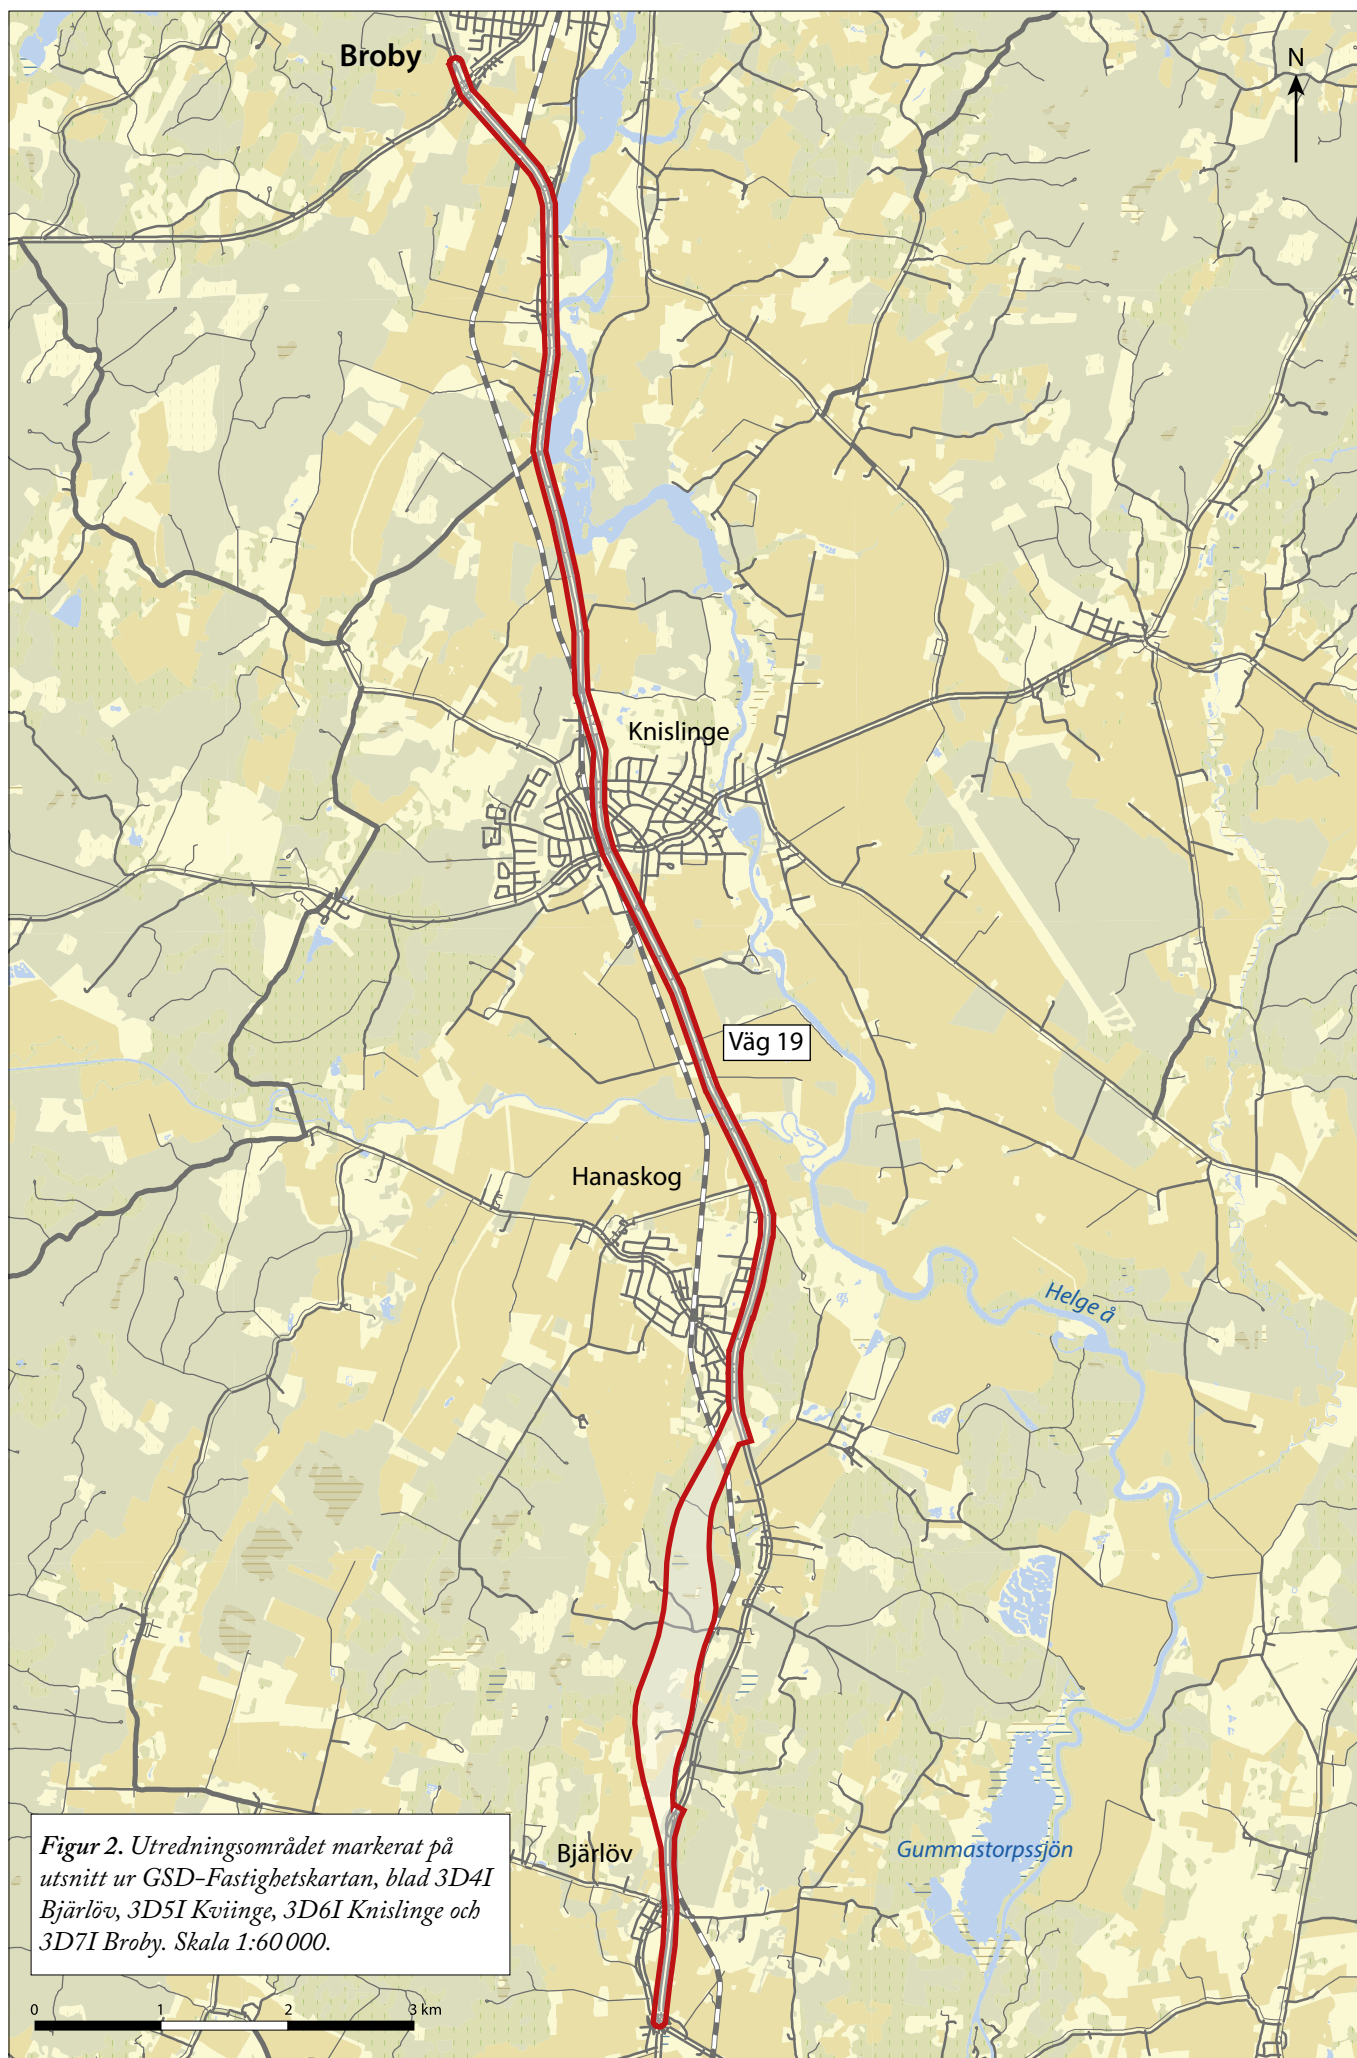 Broby
N
Knislinge
Väg 19
Hanaskog
Helge å
Bjärlöv
Gummastorpssjön
Figur 2. Utredningsområdet markerat på
utsnitt ur GSD-Fastighetskartan, blad 3D4I
Bjärlöv, 3D5I Kviinge, 3D6I Knislinge och
3D7I Broby. Skala 1:60 000.
0 1 2 3 km